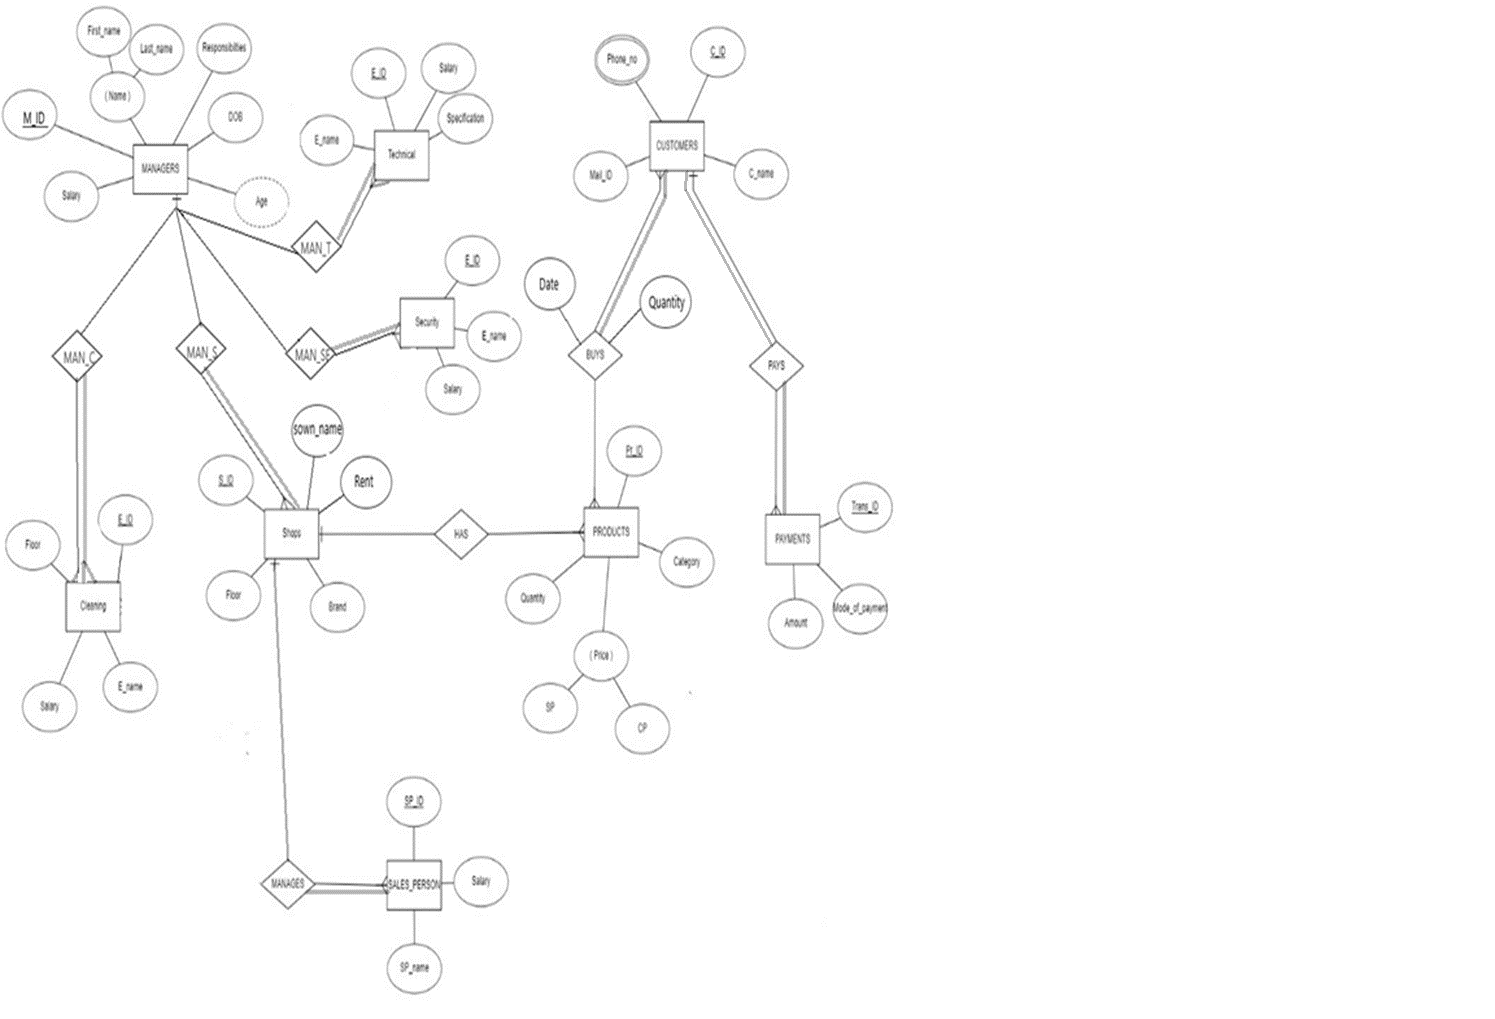 First_name
Last_name
Responsibilties
( Name )
M_ID
DOB
MANAGERS
Salary
Age
E_ID
Salary
Specification
E_name
Technical
MAN_T
Phone_no
C_ID
CUSTOMERS
Mail_ID
C_name
E_ID
Security
E_name
Salary
MAN_C
MAN_S
MAN_SE
Date
Quantity
BUYS
PAYS
sown_name
S_ID
Rent
Shops
HAS
Floor
Brand
Pr_ID
PRODUCTS
Category
Quantity
( Price )
SP
CP
Trans_ID
PAYMENTS
Amount
Mode_of_payment
E_ID
Floor
Cleaning
Salary
E_name
SP_ID
MANAGES
SALES_PERSON
Salary
SP_name